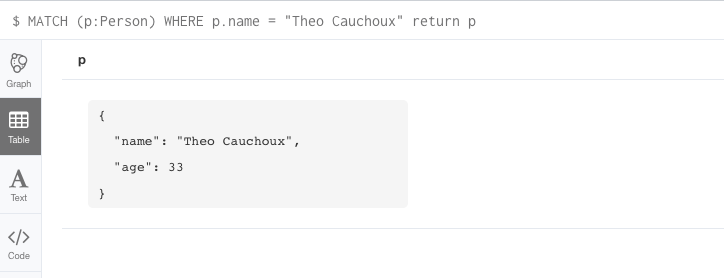 $ MATCH (p:Person) WHERE p.name = "Theo Cauchoux" return p
Graph
p
Table
{
"name": "Theo Cauchoux",
"age": 33
}
Text
Code